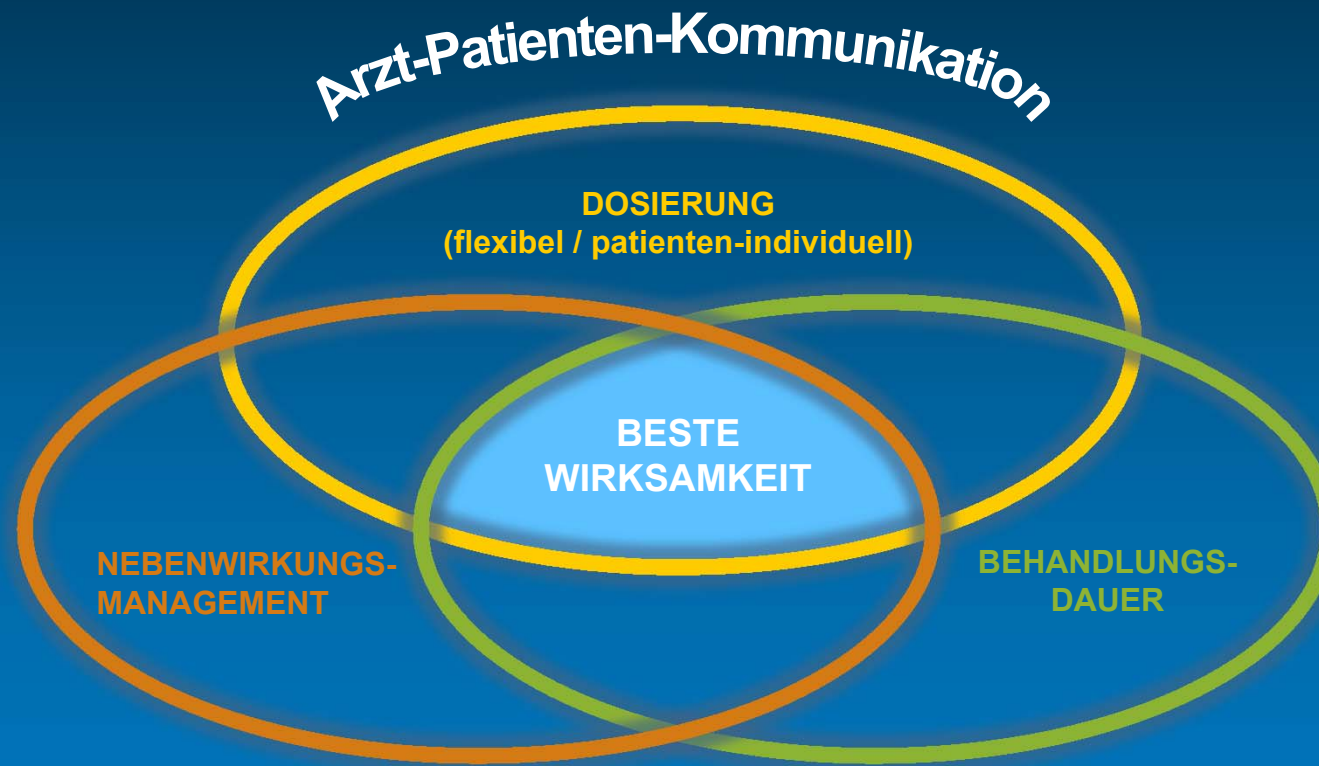 Arzt-Patienten-Kommunikation
DOSIERUNG
(flexibel / patienten-individuell)
BESTE
WIRKSAMKEIT
NEBENWIRKUNGS-
MANAGEMENT
BEHANDLUNGS-
DAUER